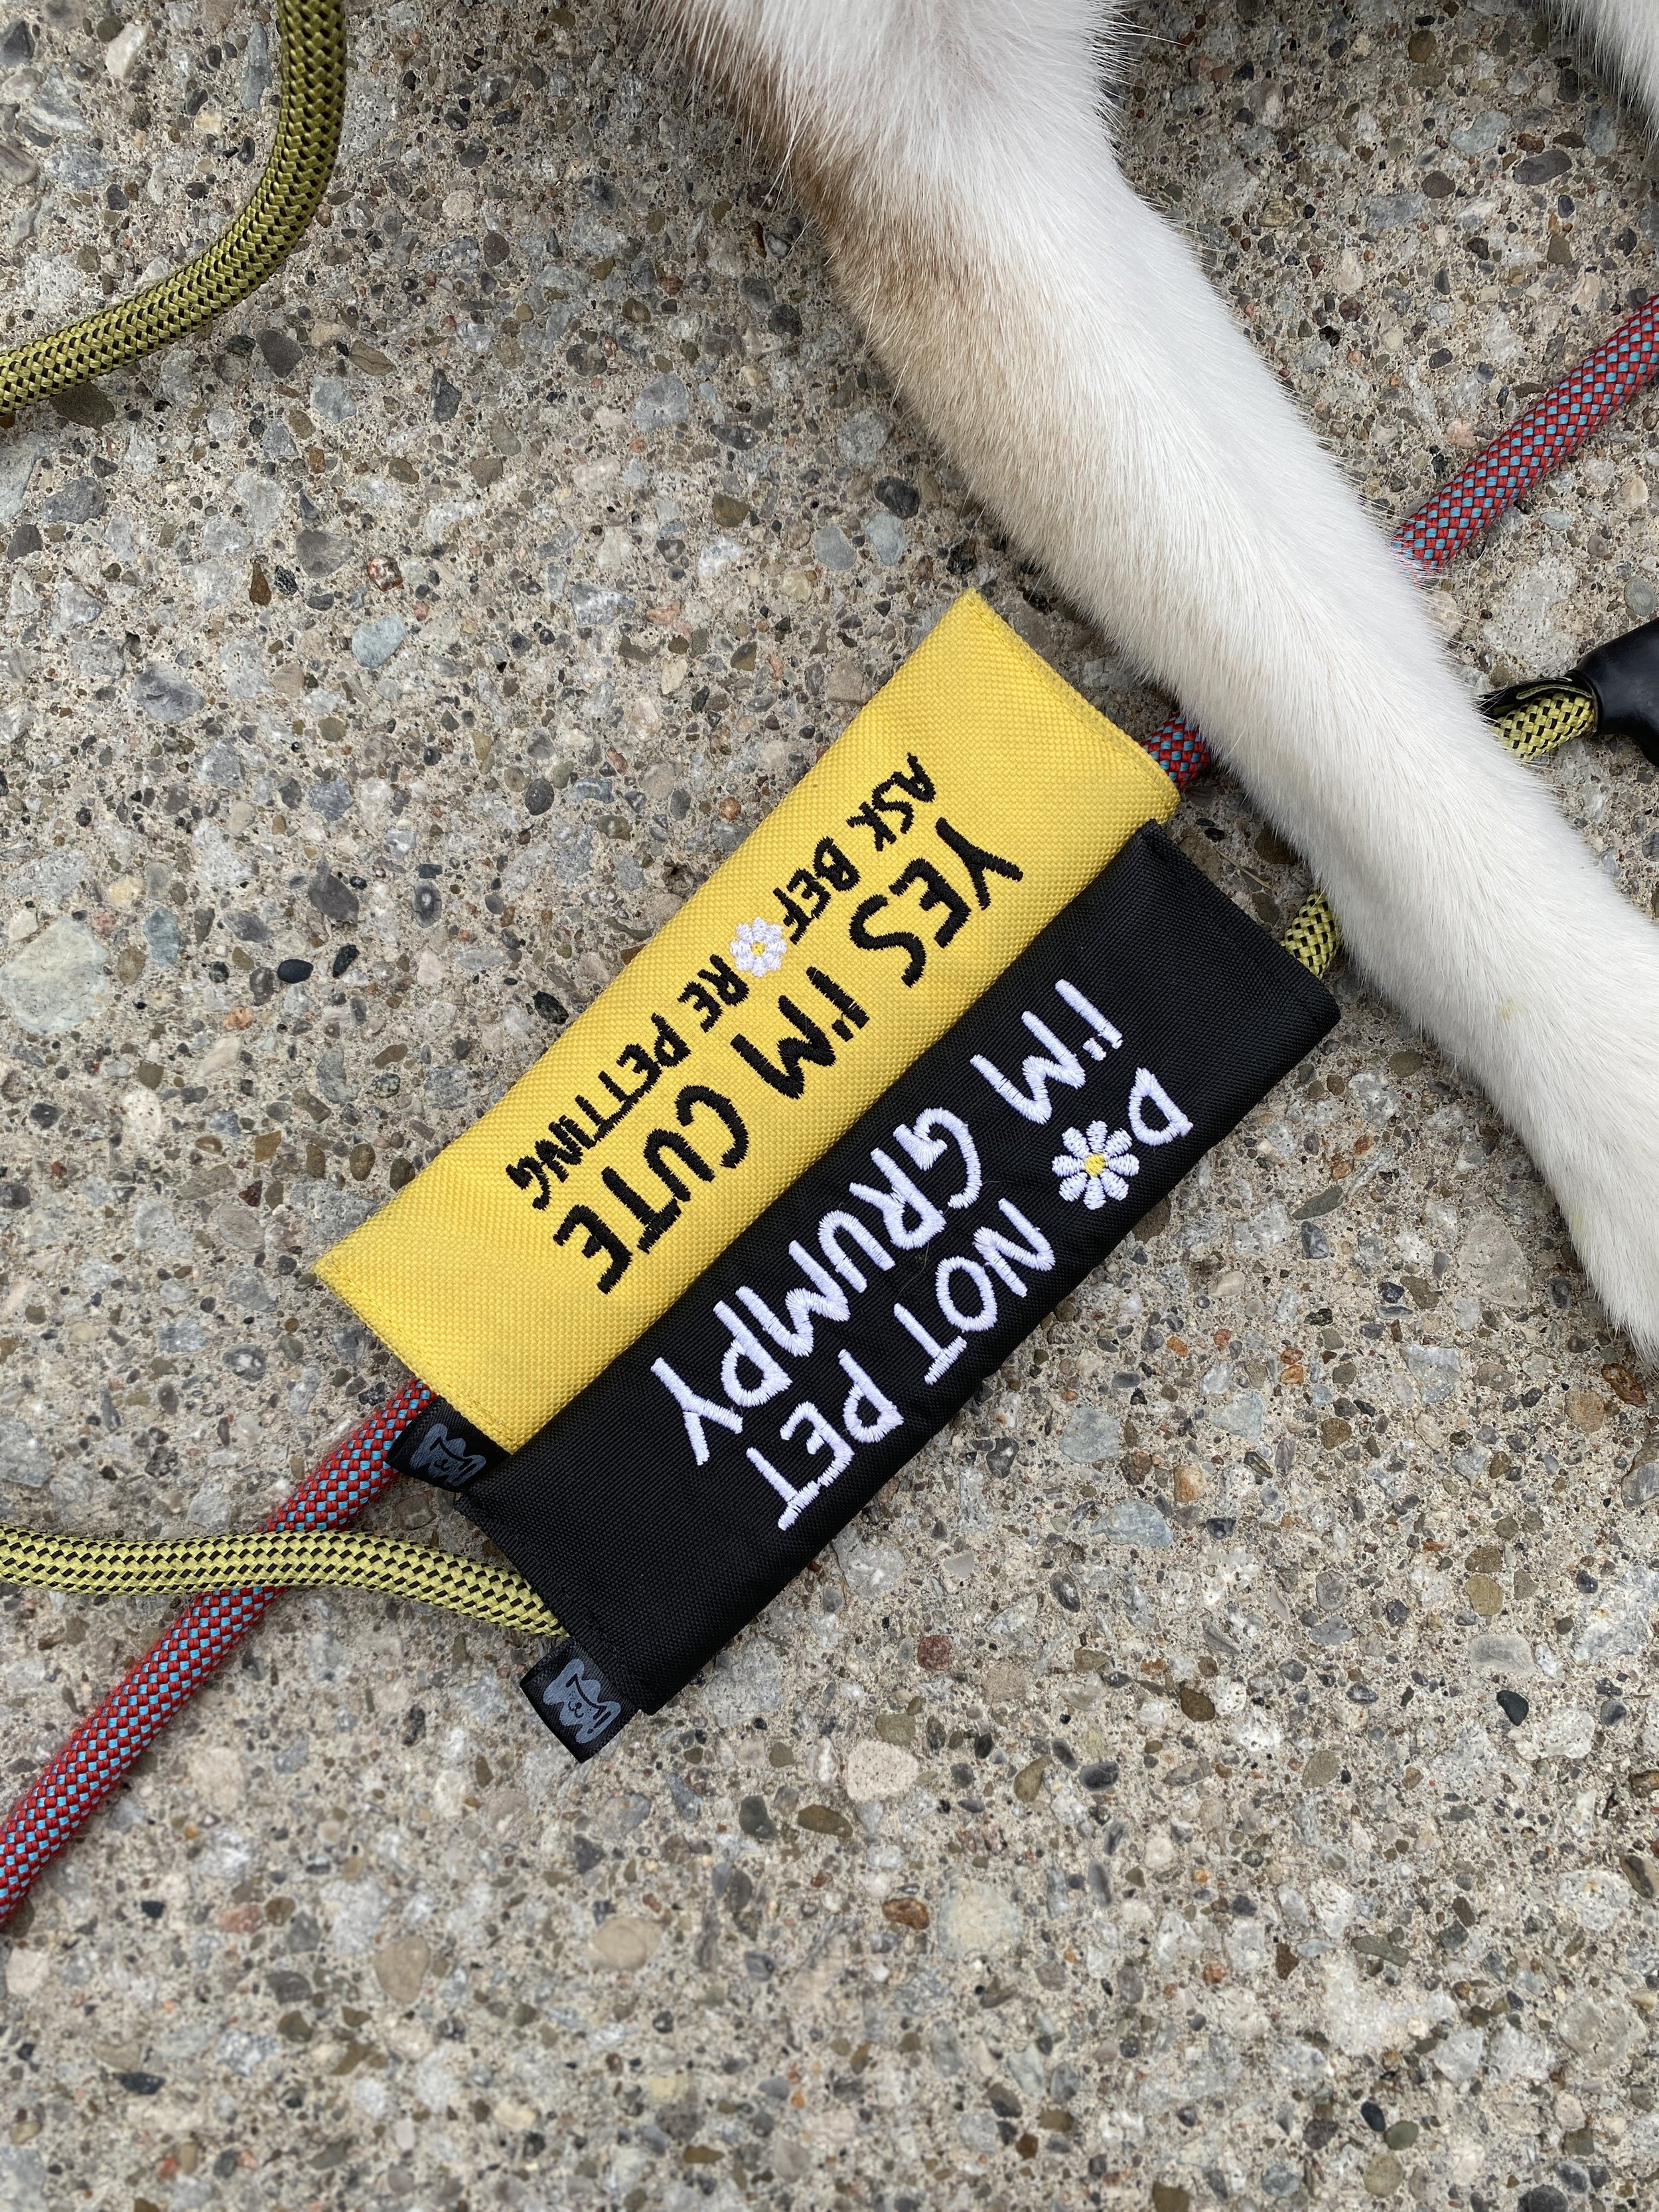 DO NOT PET
I'M GRUMPY
YES I'M CUTE
ASK BEFORE PETTING